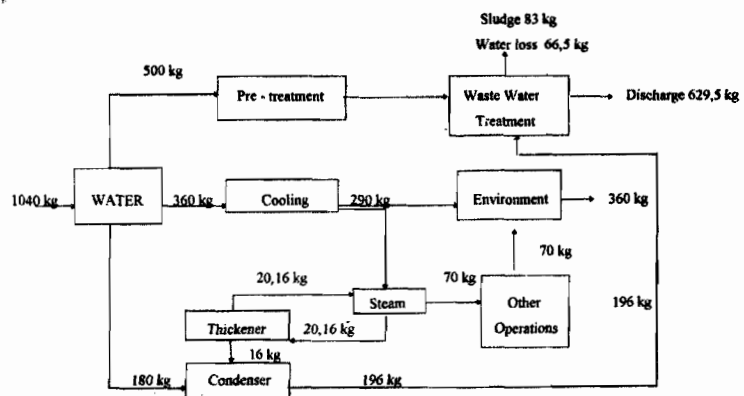 Sludge 83 kg
Water loss 66,5 kg
500 kg
Pre - treatment
Waste Water
Treatment
Discharge 629,5 kg
1040 kg
WATER
360 kg
Cooling
290 kg
Environment
360 kg
70 kg
20,16 kg
Steam
70 kg
Other
Operations
196 kg
Thickener
20,16 kg
16 kg
180 kg
Condenser
196 kg